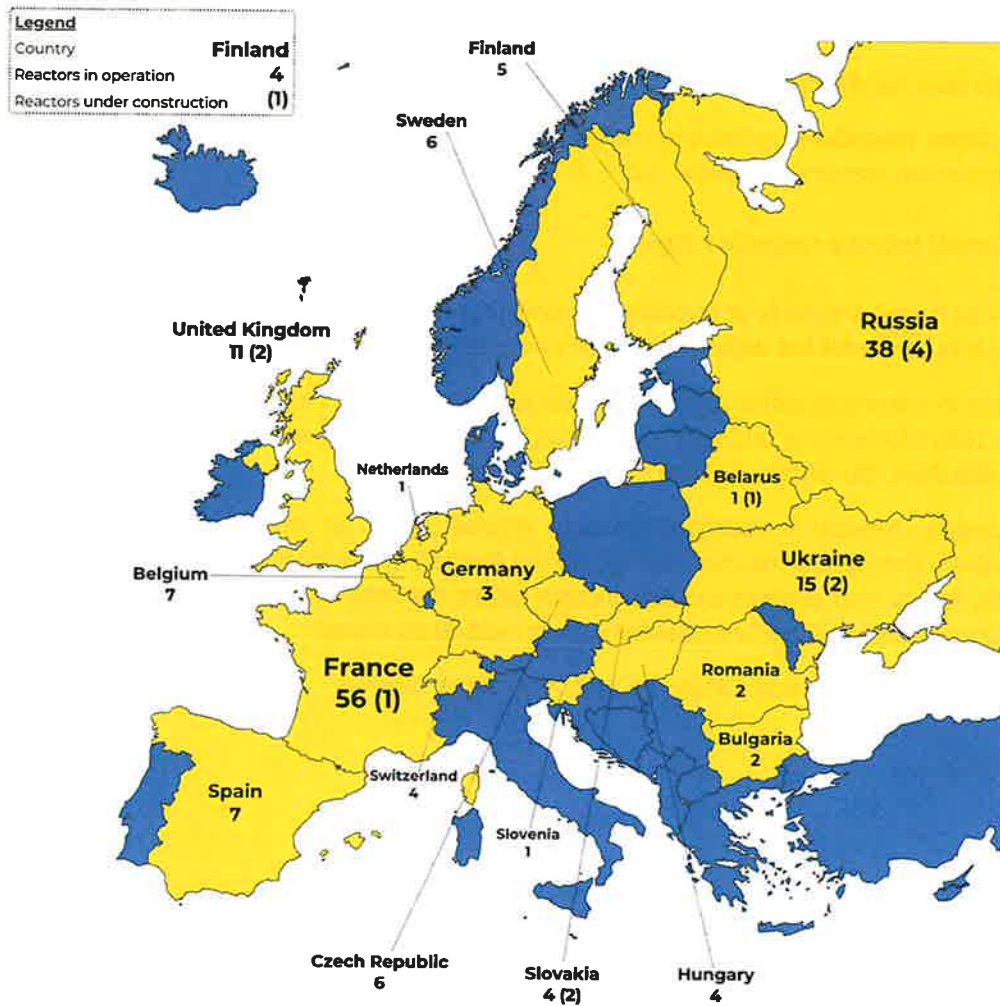 Legend
Country Finland
Reactors in operation 4
Reactors under construction (1)
Finland
5
Sweden
6
United Kingdom
11 (2)
Russia
38 (4)
Netherlands
1
Belarus
1 (1)
Belgium
7
Germany
3
Ukraine
15 (2)
France
56 (1)
Romania
2
Bulgaria
2
Switzerland
4
Spain
7
Slovenia
1
Czech Republic
6
Slovakia
4 (2)
Hungary
4